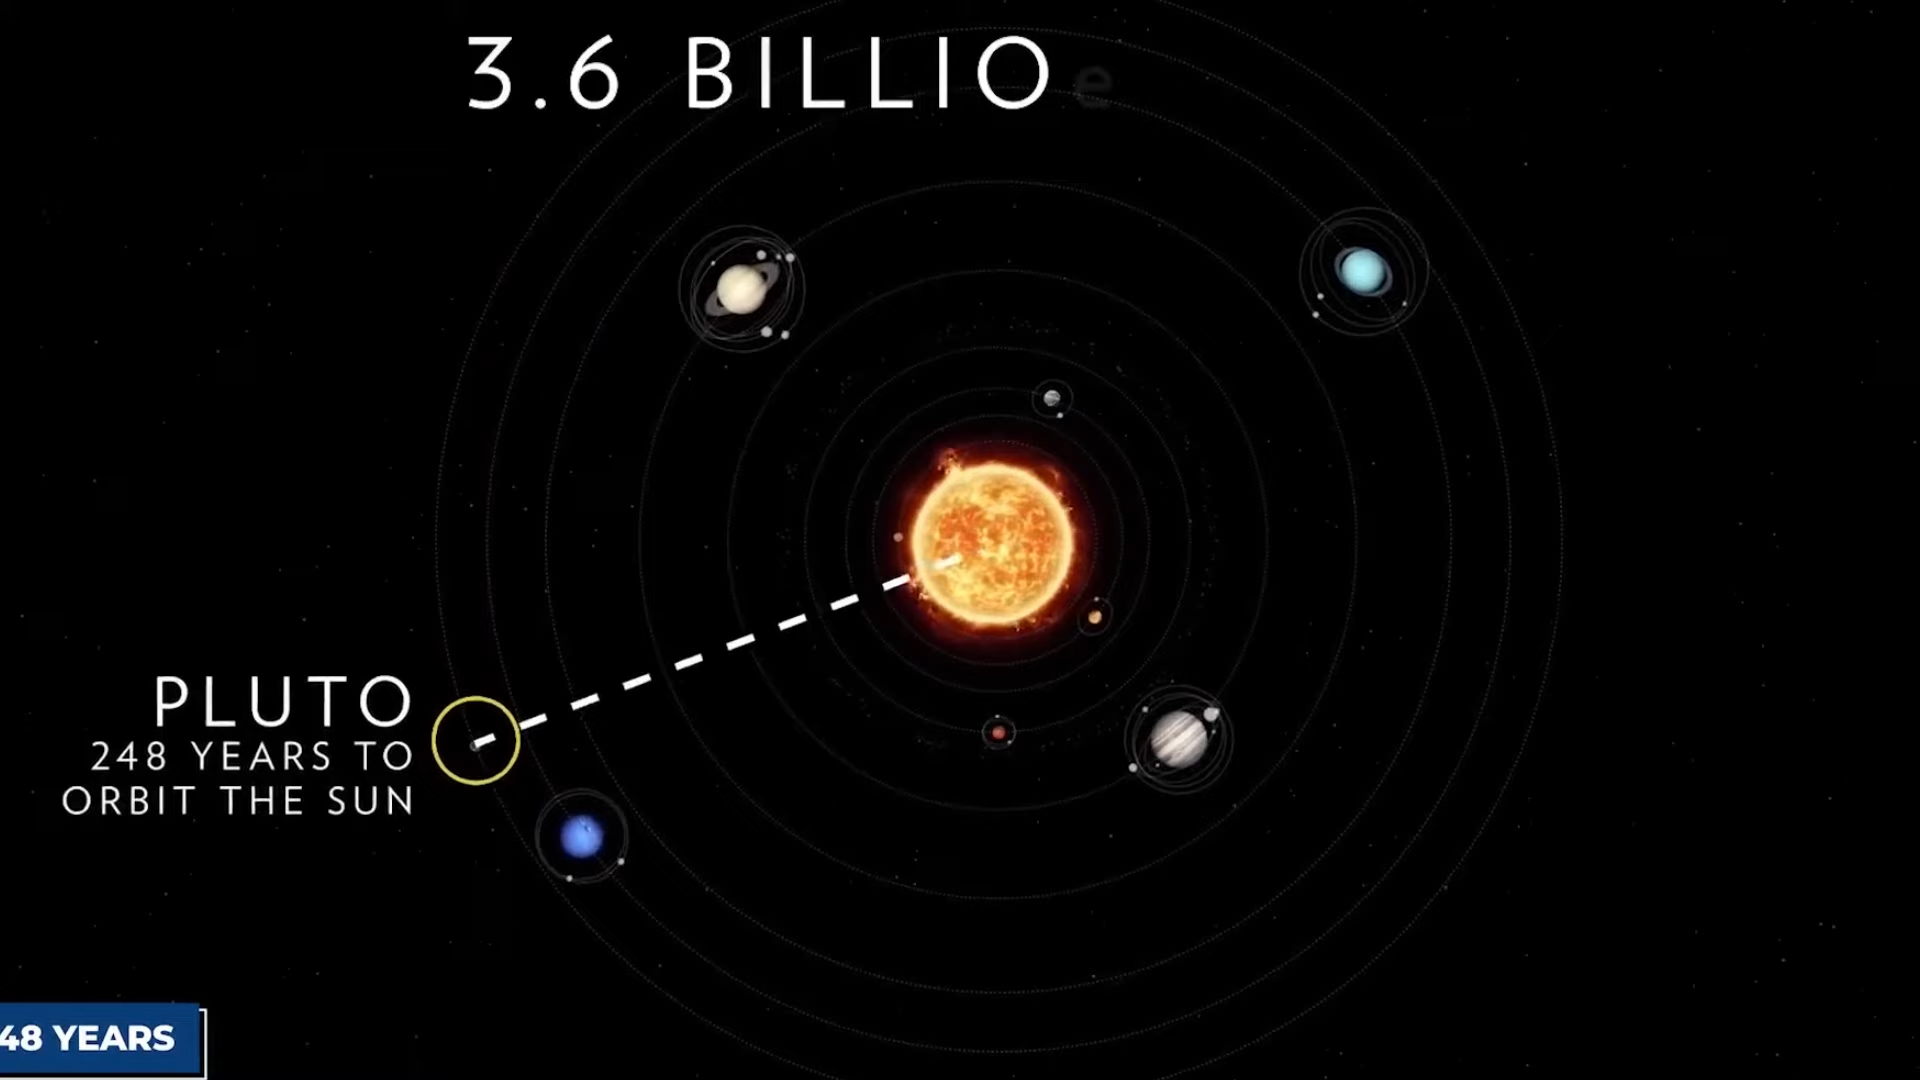 3.6 BILLIO
PLUTO
248 YEARS TO
ORBIT THE SUN
48 YEARS